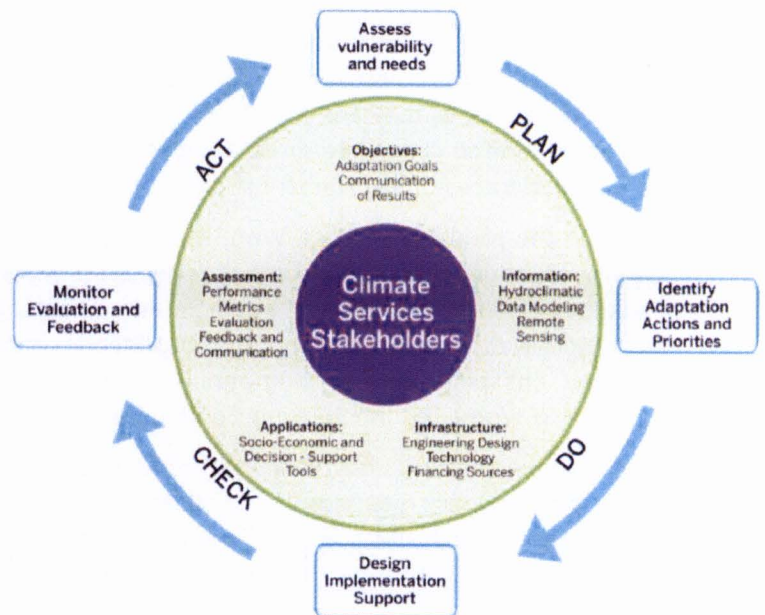 Assess
vulnerability
and needs
PLAN
ACT
Objectives:
Adaptation Goals
Communication
of Results
Assessment:
Performance
Metrics
Evaluation
Feedback and
Communication
Climate
Services
Stakeholders
Information:
Hydroclimatic
Data Modeling
Remote
Sensing
Monitor
Evaluation and
Feedback
Identify
Adaptation
Actions and
Priorities
Applications:
Socio-Economic and
Decision - Support
Tools
Infrastructure:
Engineering Design
Technology
Financing Sources
CHECK
DO
Design
Implementation
Support